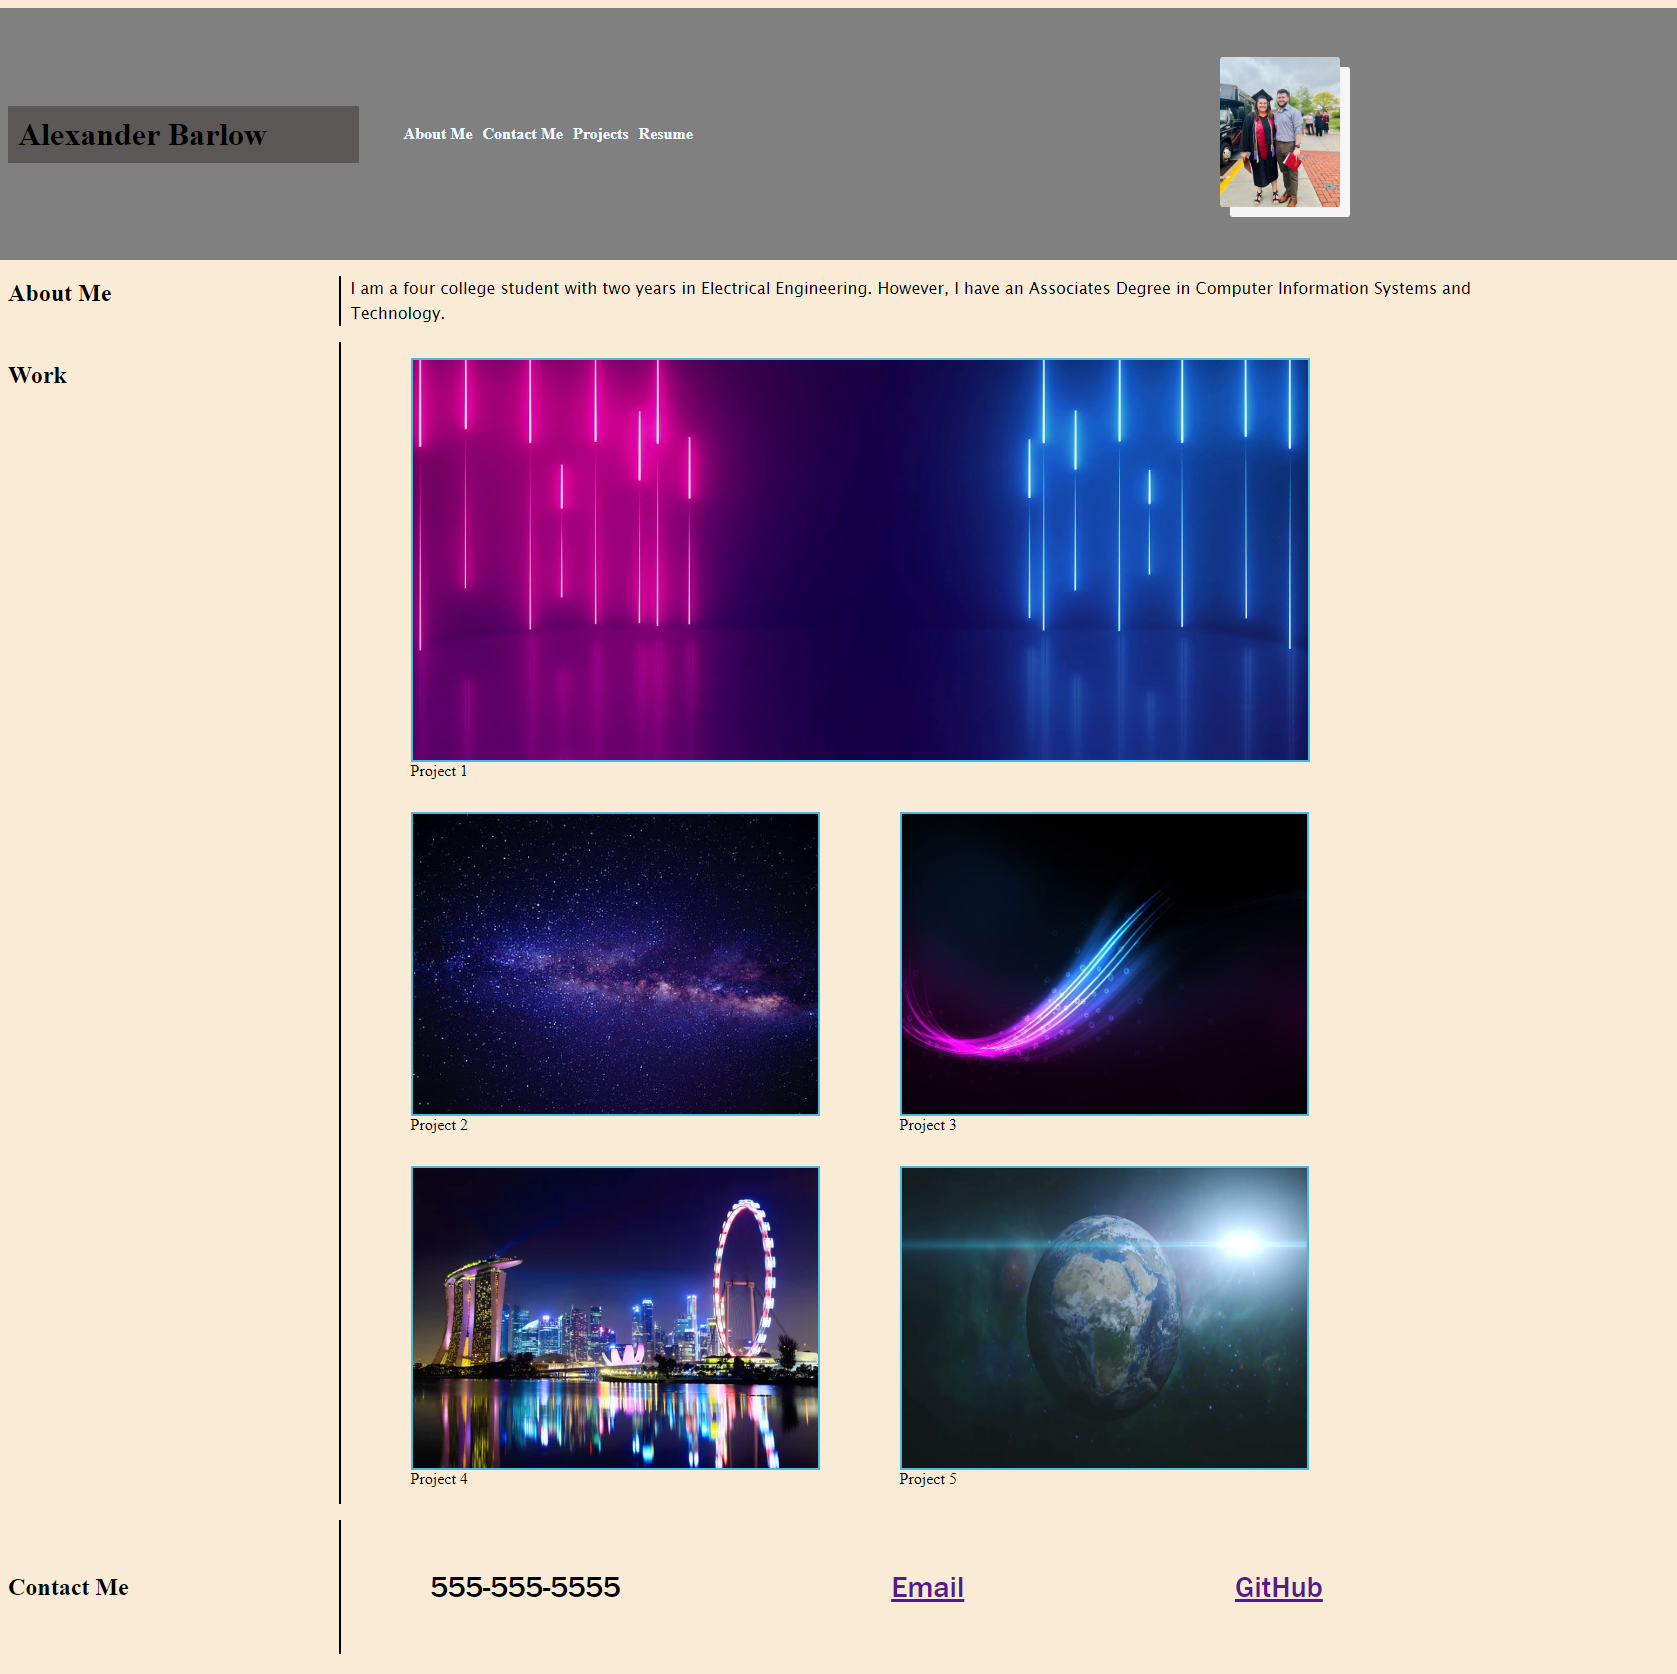 Alexander Barlow
About Me Contact Me Projects Resume
About Me
I am a four college student with two years in Electrical Engineering. However, I have an Associates Degree in Computer Information Systems and
Technology.
Work
Project 1
Project 2
Project 3
Project 4
Project 5
Contact Me
555-555-5555
Email
GitHub